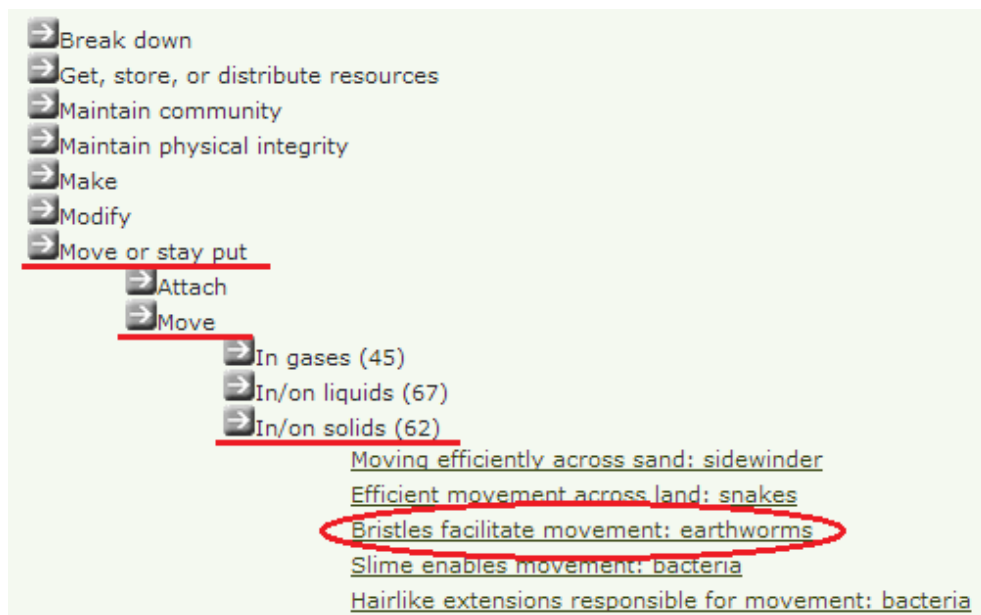 Break down
Get, store, or distribute resources
Maintain community
Maintain physical integrity
Make
Modify
Move or stay put
Attach
Move
In gases (45)
In/on liquids (67)
In/on solids (62)
Moving efficiently across sand: sidewinder
Efficient movement across land: snakes
Bristles facilitate movement: earthworms
Slime enables movement: bacteria
Hairlike extensions responsible for movement: bacteria